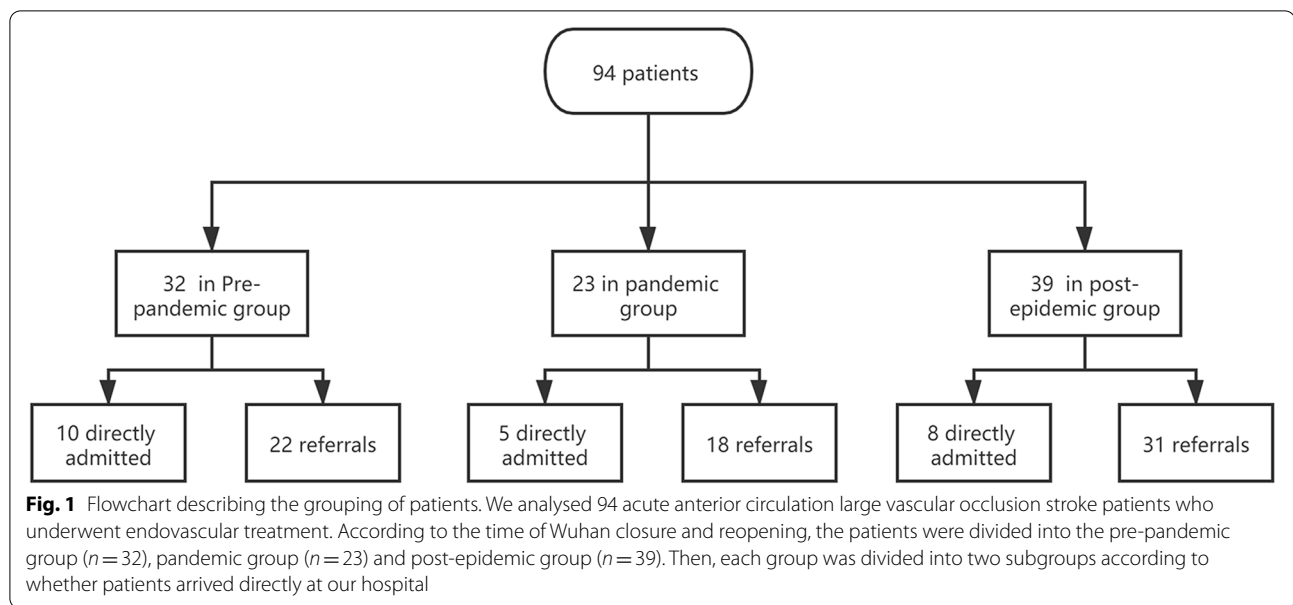 94 patients
32 in Pre-
pandemic group
23 in pandemic
group
39 in post-
epidemic group
10 directly
admitted
22 referrals
5 directly
admitted
18 referrals
8 directly
admitted
31 referrals
Fig. 1 Flowchart describing the grouping of patients. We analysed 94 acute anterior circulation large vascular occlusion stroke patients who
underwent endovascular treatment. According to the time of Wuhan closure and reopening, the patients were divided into the pre-pandemic
group (n = 32), pandemic group (n = 23) and post-epidemic group (n = 39). Then, each group was divided into two subgroups according to
whether patients arrived directly at our hospital